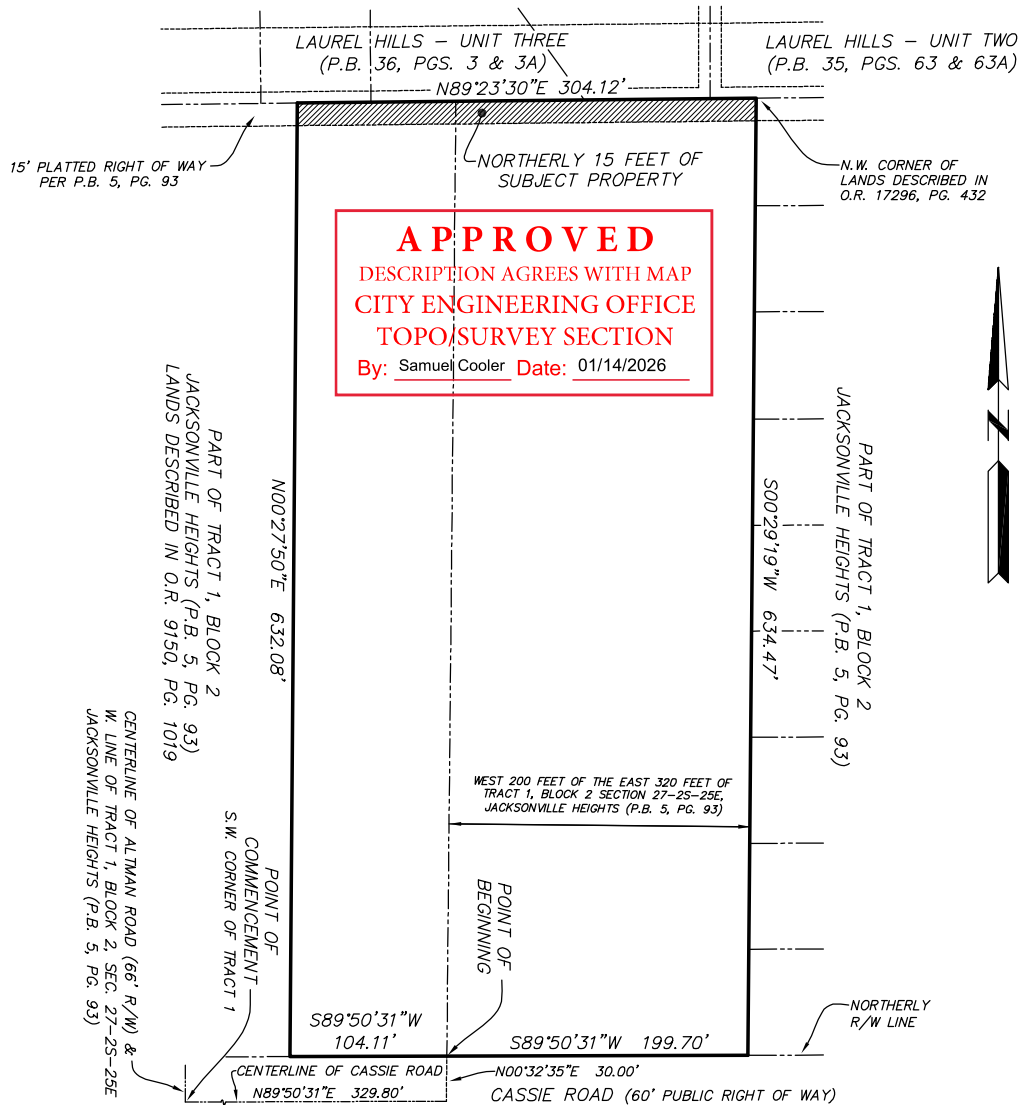 LAUREL HILLS – UNIT THREE
(P.B. 36, PGS. 3 & 3A)
LAUREL HILLS – UNIT TWO
(P.B. 35, PGS. 63 & 63A)
N89°23'30"E 304.12'
15' PLATTED RIGHT OF WAY
PER P.B. 5, PG. 93
NORTHERLY 15 FEET OF
SUBJECT PROPERTY
N.W. CORNER OF
LANDS DESCRIBED IN
O.R. 17296, PG. 432
APPROVED
DESCRIPTION AGREES WITH MAP
CITY ENGINEERING OFFICE
TOPO/SURVEY SECTION
By: Samuel Cooler Date: 01/14/2026
N
PART OF TRACT 1, BLOCK 2
JACKSONVILLE HEIGHTS (P.B. 5, PG. 93)
LANDS DESCRIBED IN O.R. 9150, PG. 1019
N00°27'50"E 632.08'
S00°29'19"W 634.47'
PART OF TRACT 1, BLOCK 2
JACKSONVILLE HEIGHTS (P.B. 5, PG. 93)
WEST 200 FEET OF THE EAST 320 FEET OF
TRACT 1, BLOCK 2 SECTION 27–2S–25E,
JACKSONVILLE HEIGHTS (P.B. 5, PG. 93)
CENTERLINE OF ALTMAN ROAD (66' R/W) &
W. LINE OF TRACT 1, BLOCK 2, SEC. 27–2S–25E
JACKSONVILLE HEIGHTS (P.B. 5, PG. 93)
POINT OF
COMMENCEMENT
S.W. CORNER OF TRACT 1
POINT OF
BEGINNING
S89°50'31"W
104.11'
S89°50'31"W 199.70'
NORTHERLY
R/W LINE
CENTERLINE OF CASSIE ROAD
N89°50'31"E 329.80'
N00°32'35"E 30.00'
CASSIE ROAD (60' PUBLIC RIGHT OF WAY)